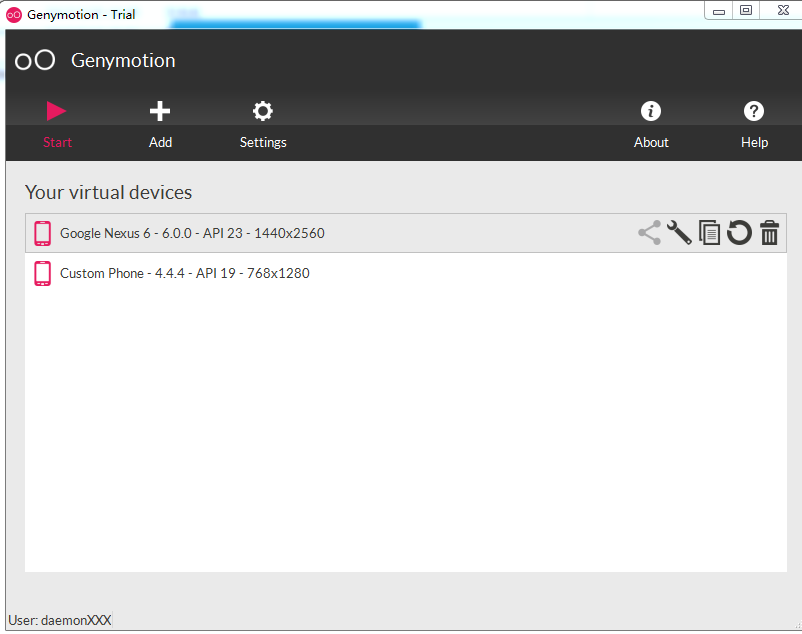 Genymotion - Trial
Genymotion
Start Add Settings About Help
Your virtual devices
Google Nexus 6 - 6.0.0 - API 23 - 1440x2560
Custom Phone - 4.4.4 - API 19 - 768x1280
User: daemonXXX